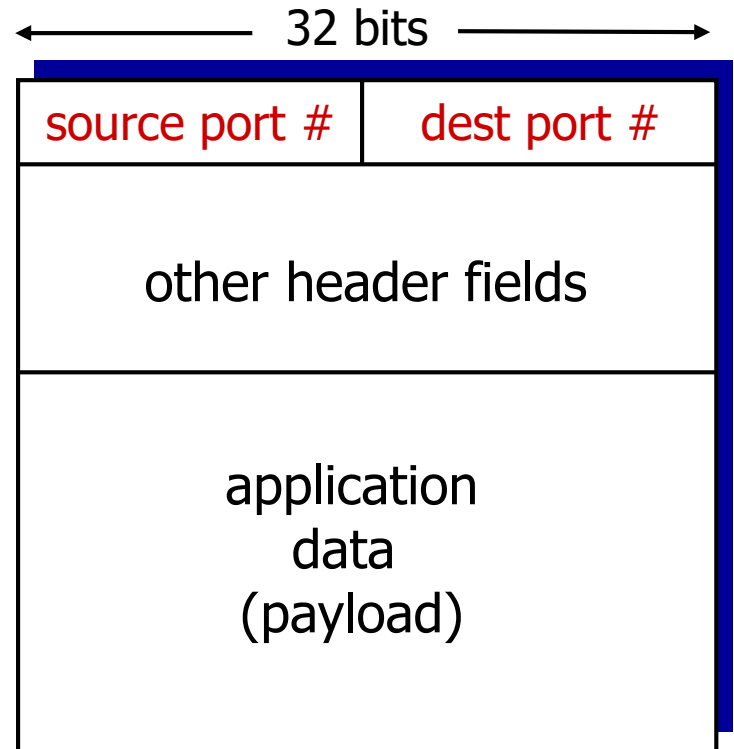 32 bits
source port #
dest port #
other header fields
application
data
(payload)